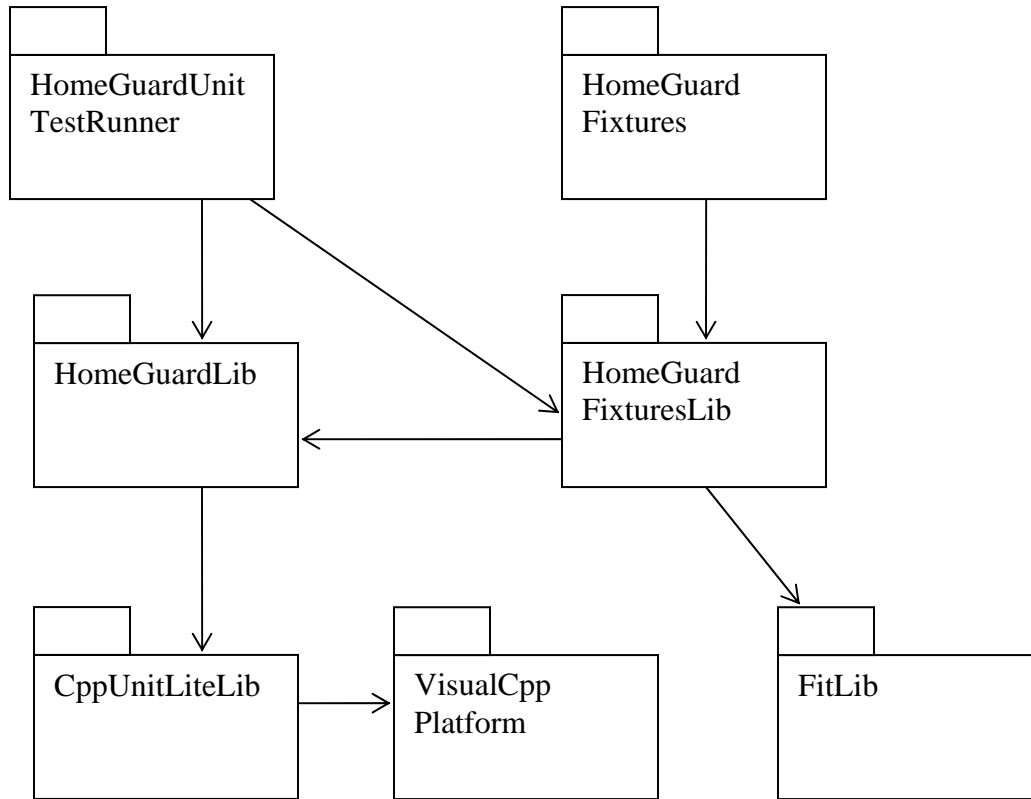 HomeGuardUnit
TestRunner
HomeGuard
Fixtures
HomeGuardLib
HomeGuard
FixturesLib
CppUnitLiteLib
VisualCpp
Platform
FitLib